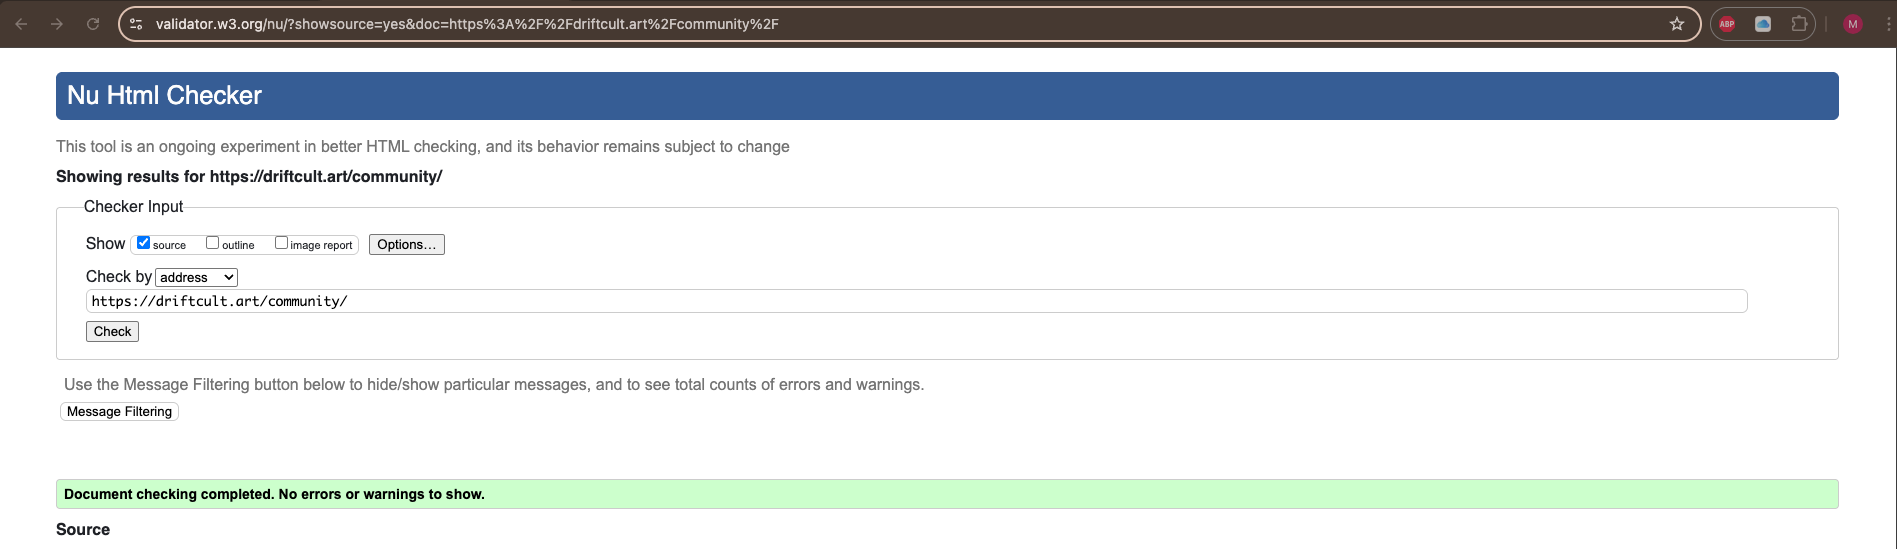 validator.w3.org/nu/?showsource=yes&doc=https%3A%2F%2Fdriftcult.art%2Fcommunity%2F
ABP
M
Nu Html Checker
This tool is an ongoing experiment in better HTML checking, and its behavior remains subject to change
Showing results for https://driftcult.art/community/
Checker Input
Show source outline image report Options...
Check by address
https://driftcult.art/community/
Check
Use the Message Filtering button below to hide/show particular messages, and to see total counts of errors and warnings.
Message Filtering
Document checking completed. No errors or warnings to show.
Source